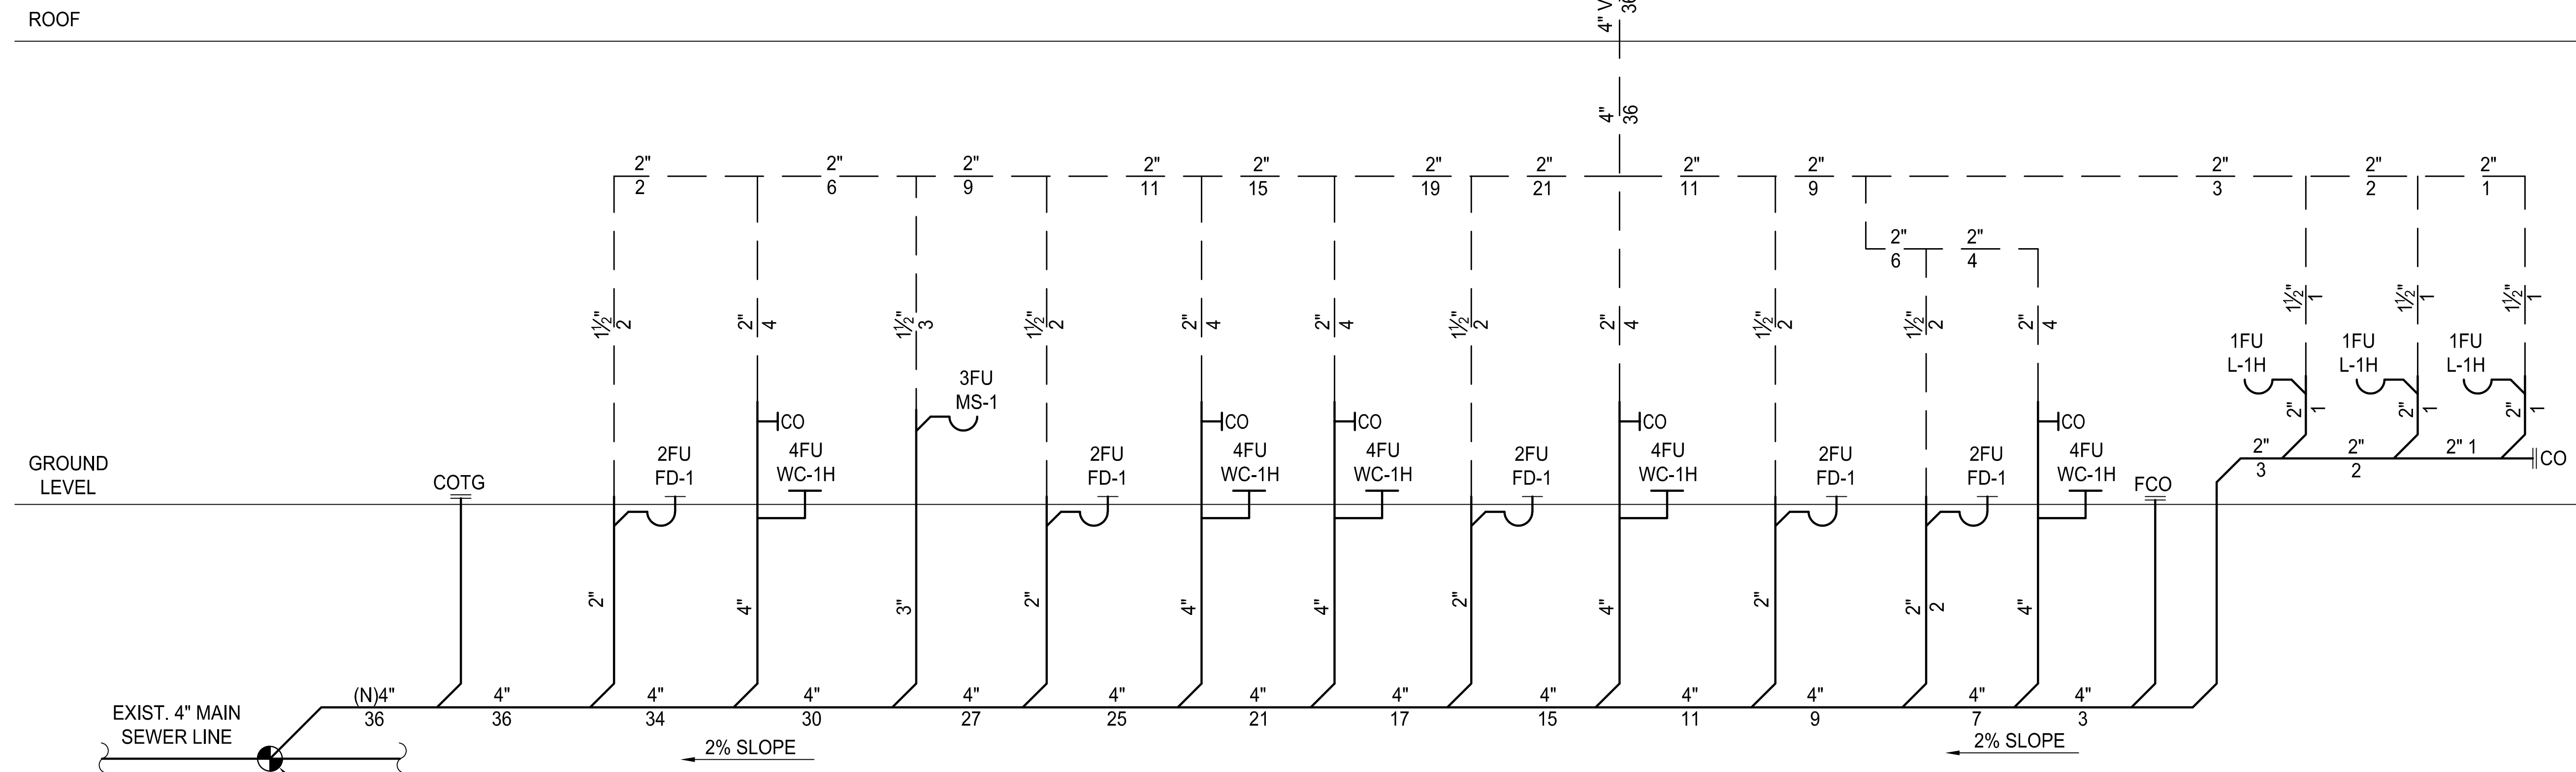 ROOF
4" V
36
4"
36
2" 2" 2" 2" 2" 2" 2" 2" 2" 2" 2" 2"
2 6 9 11 15 19 21 11 9 3 2 1
2" 2"
6 4
1½" 1½" 1½"
1 1 1
1½" 2" 1½" 1½" 2" 2" 1½" 2" 1½" 1½" 2"
2 4 3 2 4 4 2 4 2 2 4
1FU 1FU 1FU
L-1H L-1H L-1H
3FU
MS-1
2" 2" 2"
1 1 1
CO CO CO CO CO
2FU 4FU 2FU 4FU 4FU 2FU 4FU 2FU 2FU 4FU
FD-1 WC-1H FD-1 WC-1H WC-1H FD-1 WC-1H FD-1 FD-1 WC-1H
2" 2" 2" 1 CO
3 2
GROUND
LEVEL
COTG
FCO
2" 4" 3" 2" 4" 4" 2" 4" 2" 2" 2 4"
(N)4" 4" 4" 4" 4" 4" 4" 4" 4" 4" 4" 4" 4"
36 36 34 30 27 25 21 17 15 11 9 7 3
EXIST. 4" MAIN
SEWER LINE
2% SLOPE
2% SLOPE